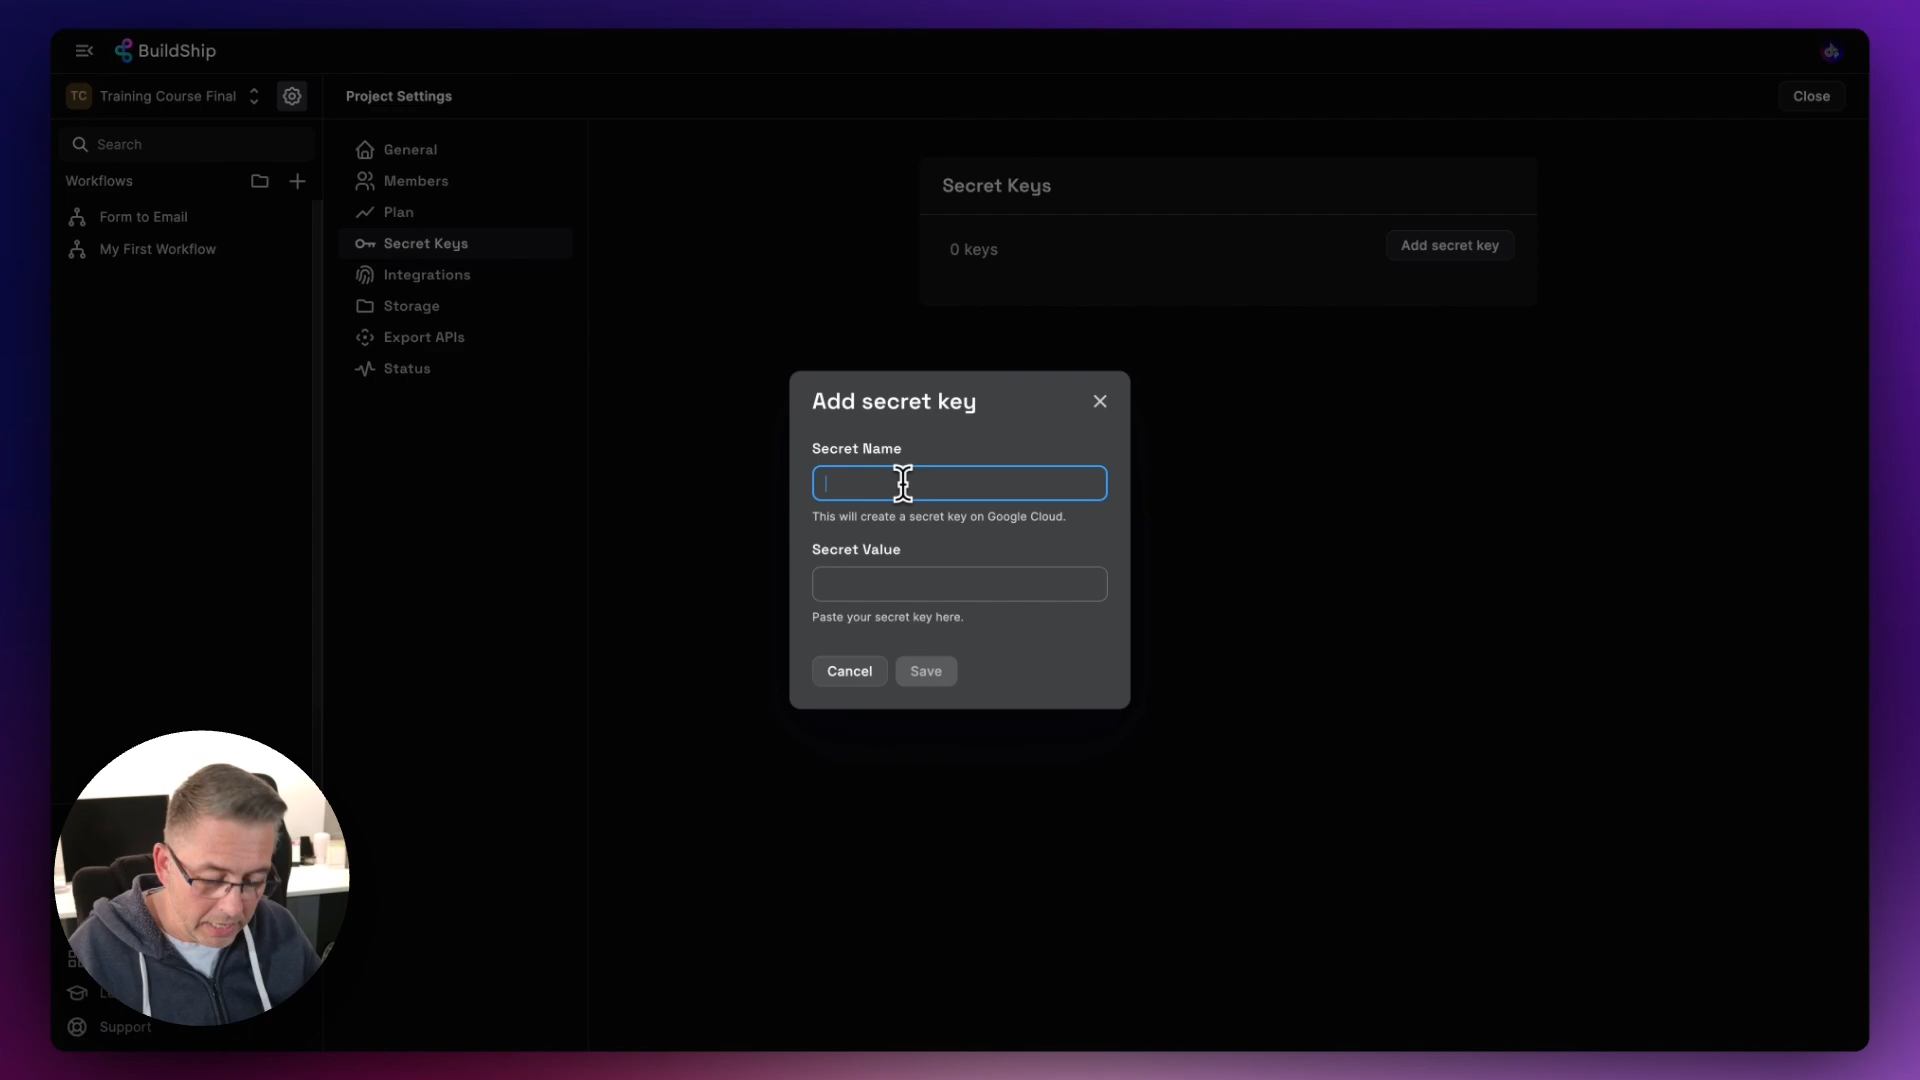 BuildShip
TC Training Course Final
Project Settings
Close
Search
Workflows
Form to Email
My First Workflow
General
Members
Plan
Secret Keys
Integrations
Storage
Export APIs
Status
Secret Keys
0 keys
Add secret key
Add secret key
Secret Name
This will create a secret key on Google Cloud.
Secret Value
Paste your secret key here.
Cancel
Save
Support